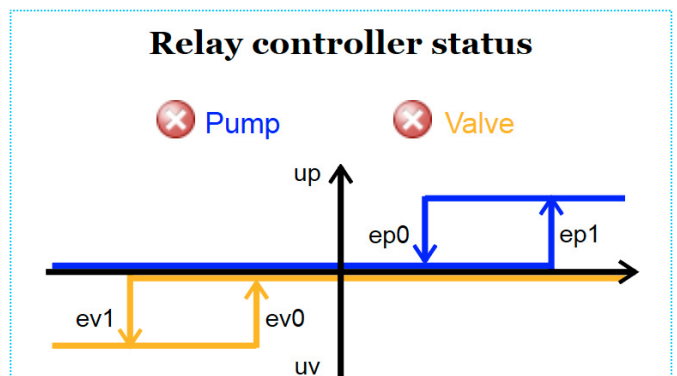 Relay controller status
Pump Valve
up
ep0 ep1
ev1 ev0
uv